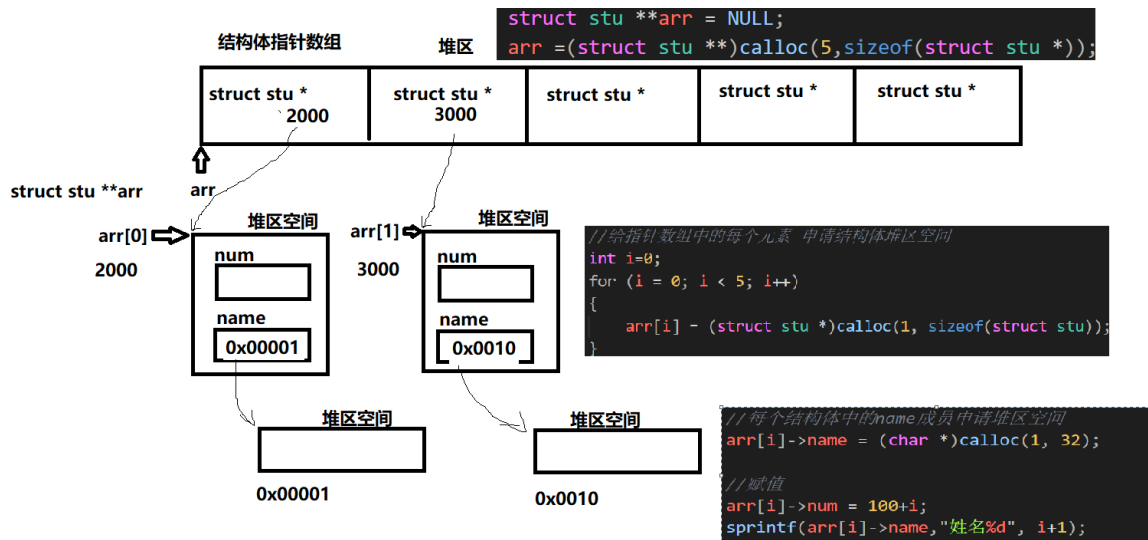 struct stu **arr = NULL;
arr =(struct stu **)calloc(5,sizeof(struct stu *));
结构体指针数组
堆区
struct stu *
2000
struct stu *
3000
struct stu *
struct stu *
struct stu *
struct stu **arr
arr
arr[0]
2000
堆区空间
num
name
0x00001
arr[1]
3000
堆区空间
num
name
0x0010
//给指针数组中的每个元素 申请结构体堆区空间
int i=0;
for (i = 0; i < 5; i++)
{
arr[i] = (struct stu *)calloc(1, sizeof(struct stu));
}
堆区空间
0x00001
堆区空间
0x0010
//每个结构体中的name成员申请堆区空间
arr[i]->name = (char *)calloc(1, 32);
//赋值
arr[i]->num = 100+i;
sprintf(arr[i]->name,"姓名%d", i+1);